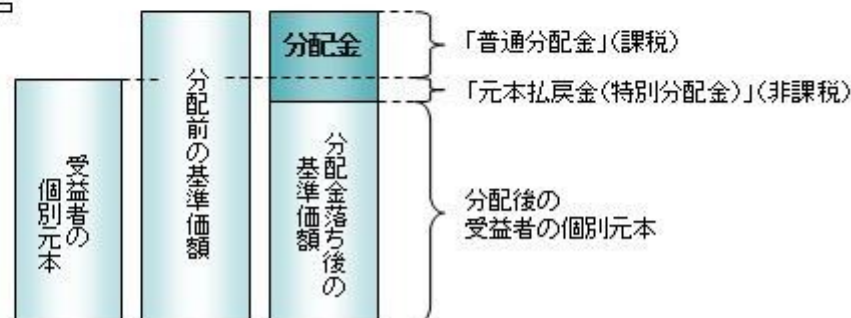 受益者の
個別元本
分配前の基準価額
分配金
分配金落ち後の
基準価額
「普通分配金」(課税)
「元本払戻金(特別分配金)」(非課税)
分配後の
受益者の個別元本